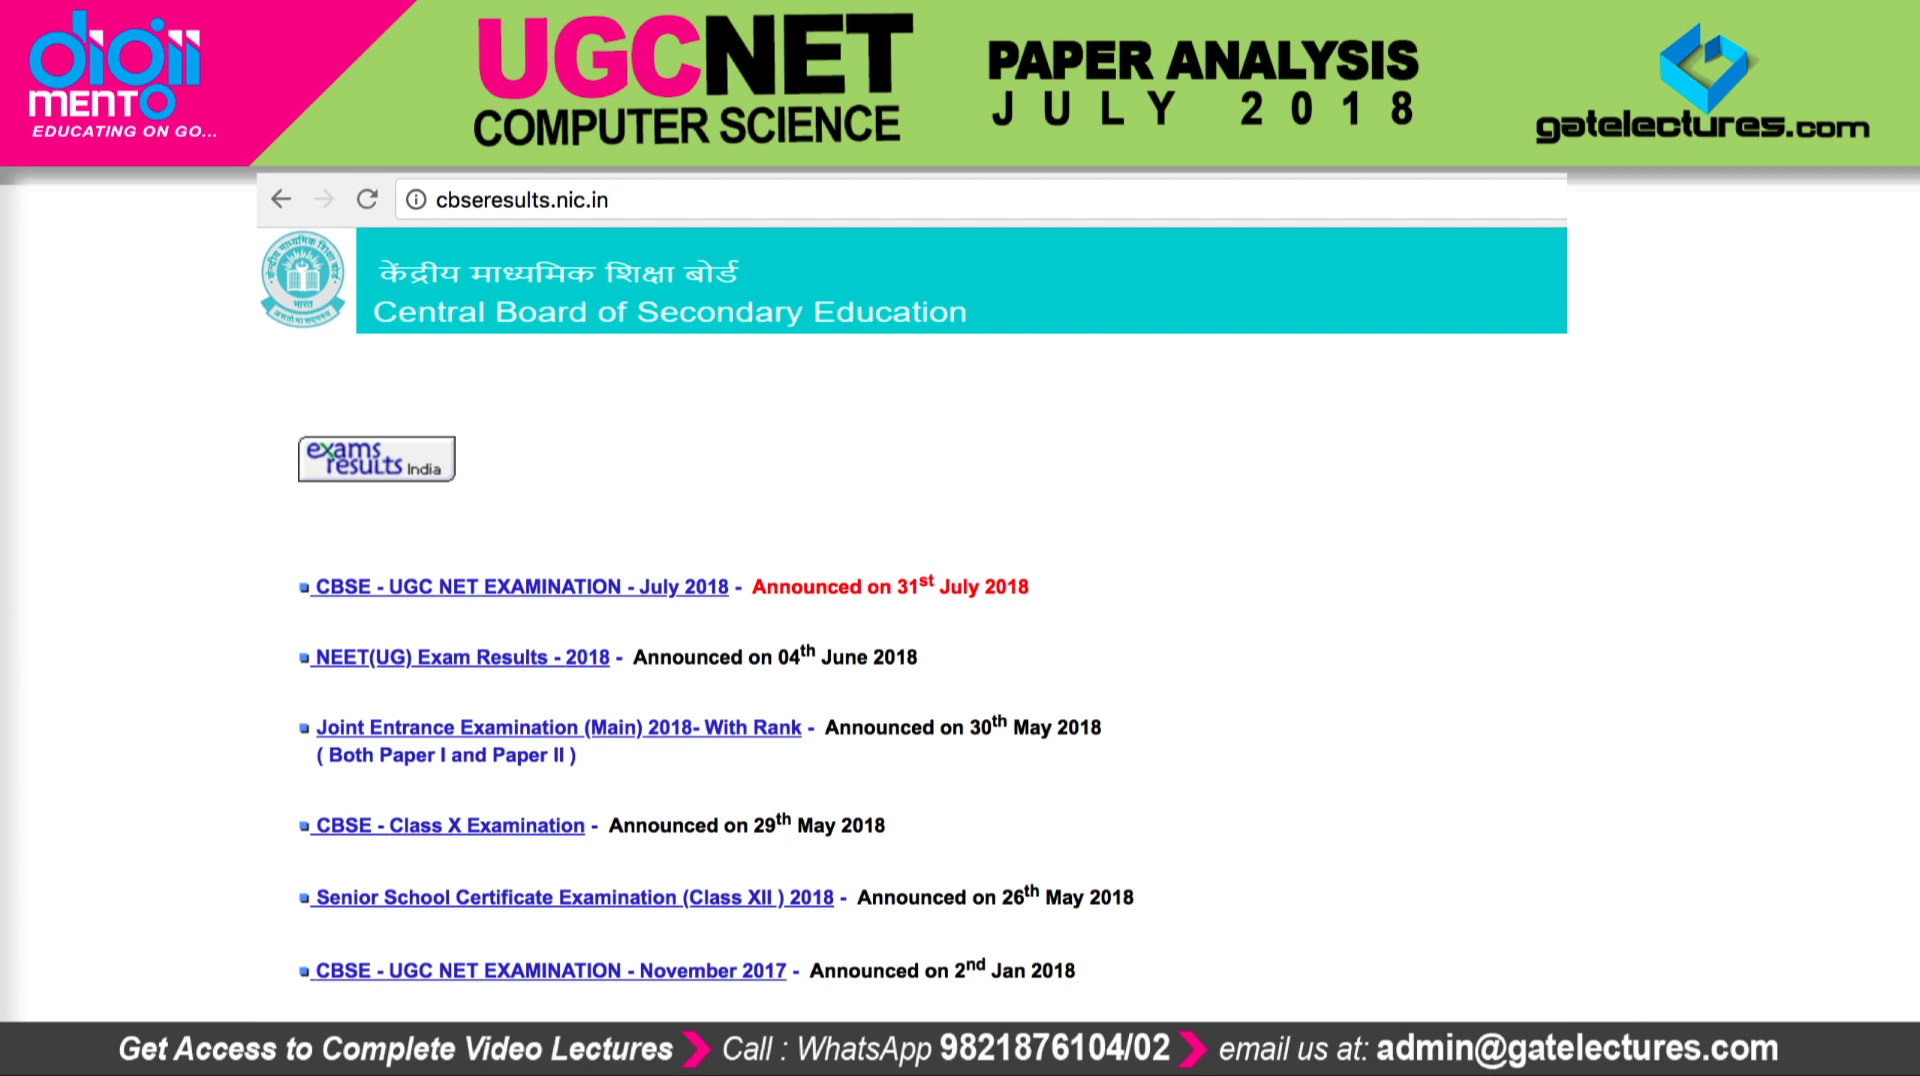 digii
MENTO
EDUCATING ON GO...
UGCNET
COMPUTER SCIENCE
PAPER ANALYSIS
JULY 2018
gatelectures.com
cbseresults.nic.in
केंद्रीय माध्यमिक शिक्षा बोर्ड
Central Board of Secondary Education
भारत
exams
results India
CBSE - UGC NET EXAMINATION - July 2018 - Announced on 31st July 2018
NEET(UG) Exam Results - 2018 - Announced on 04th June 2018
Joint Entrance Examination (Main) 2018- With Rank - Announced on 30th May 2018
( Both Paper I and Paper II )
CBSE - Class X Examination - Announced on 29th May 2018
Senior School Certificate Examination (Class XII ) 2018 - Announced on 26th May 2018
CBSE - UGC NET EXAMINATION - November 2017 - Announced on 2nd Jan 2018
Get Access to Complete Video Lectures Call : WhatsApp 9821876104/02 email us at: admin@gatelectures.com